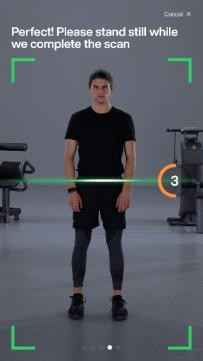 Cancel ✕
Perfect! Please stand still while
we complete the scan
3